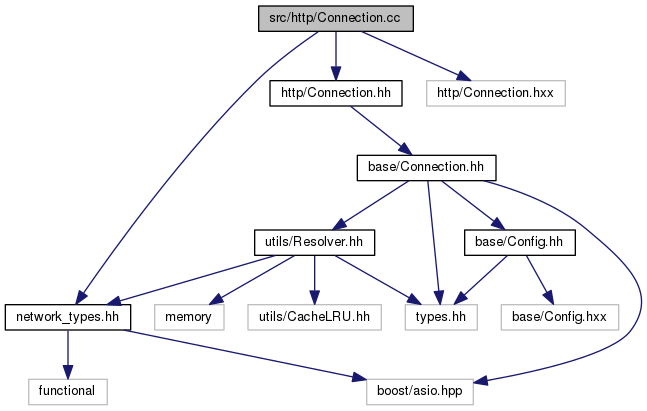 src/http/Connection.cc
http/Connection.hh
http/Connection.hxx
base/Connection.hh
utils/Resolver.hh
base/Config.hh
network_types.hh
memory
utils/CacheLRU.hh
types.hh
base/Config.hxx
functional
boost/asio.hpp